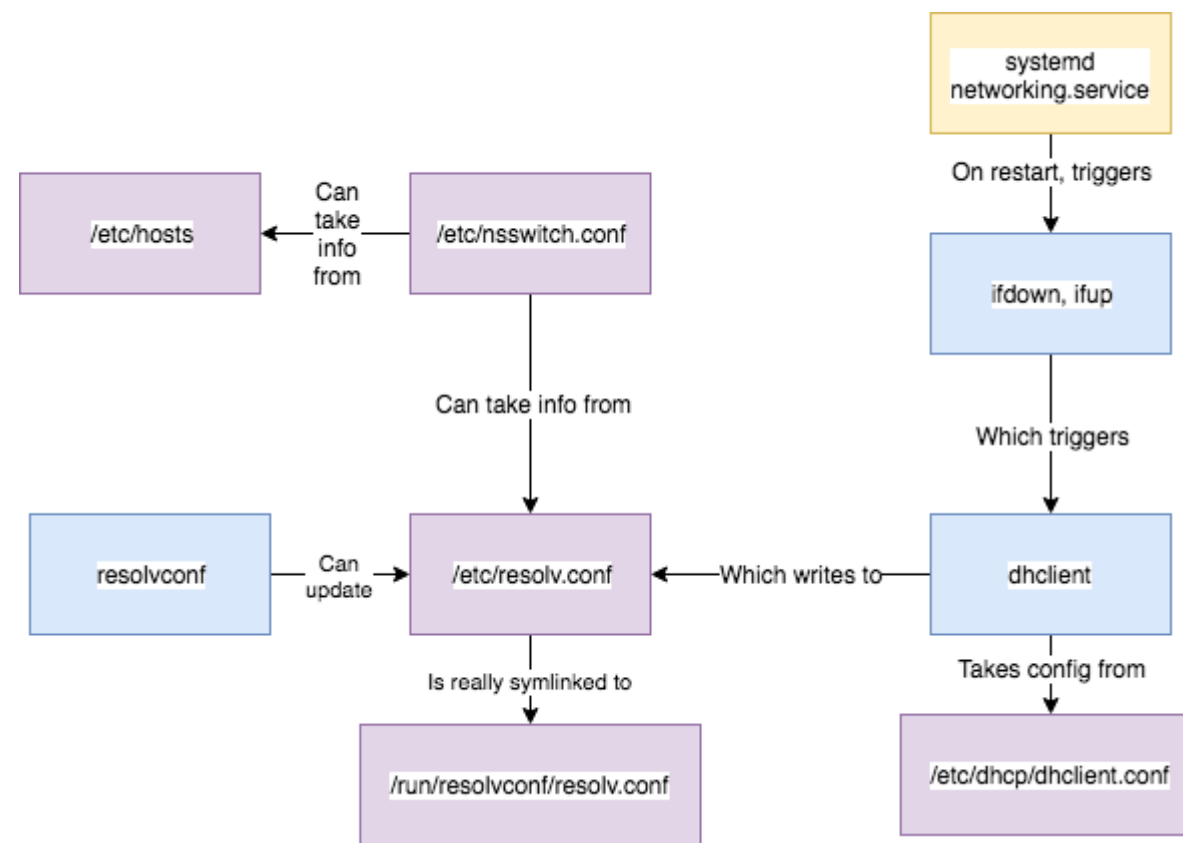 systemd
networking.service
On restart, triggers
Can
take
info
from
/etc/hosts
/etc/nsswitch.conf
ifdown, ifup
Can take info from
Which triggers
resolvconf
Can
update
/etc/resolv.conf
Which writes to
dhclient
Is really symlinked to
Takes config from
/run/resolvconf/resolv.conf
/etc/dhcp/dhclient.conf